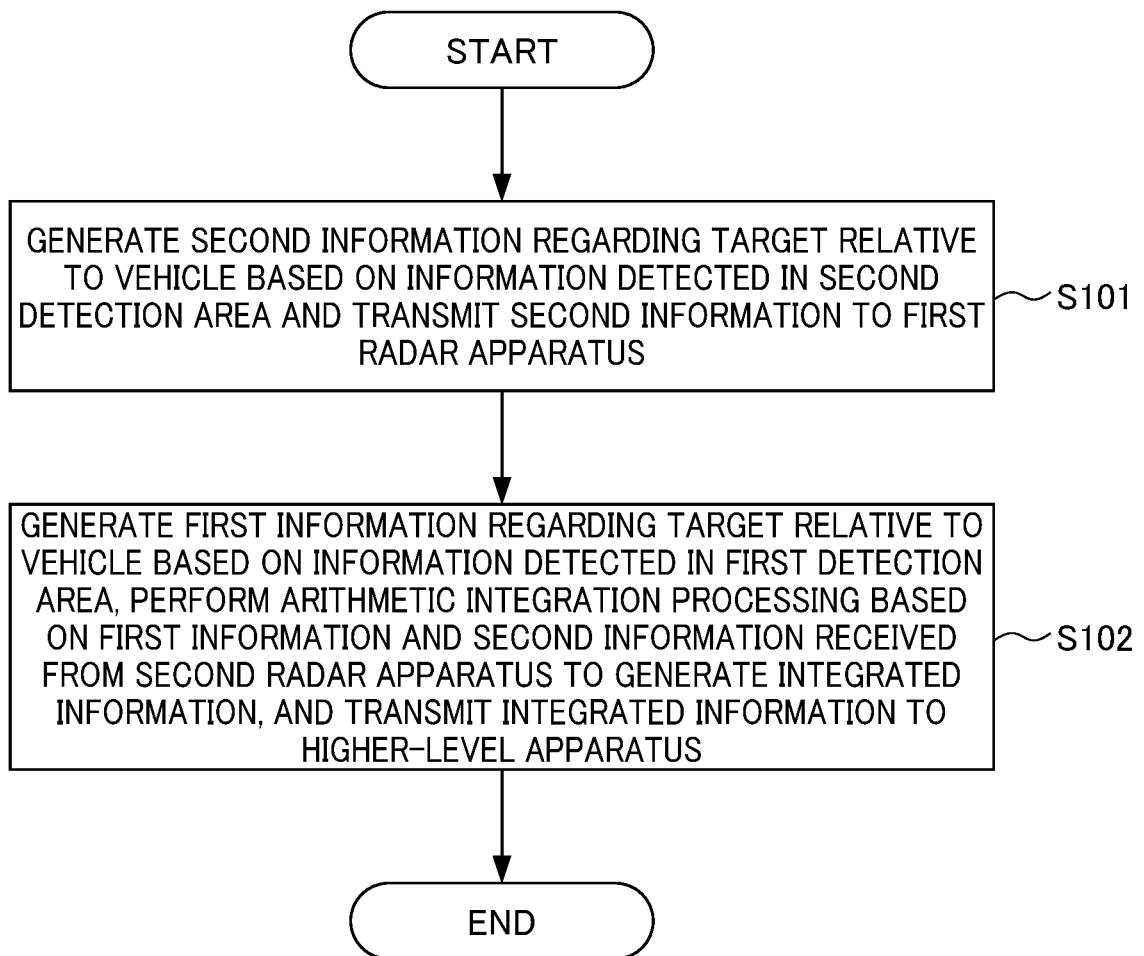 START
GENERATE SECOND INFORMATION REGARDING TARGET RELATIVE
TO VEHICLE BASED ON INFORMATION DETECTED IN SECOND
DETECTION AREA AND TRANSMIT SECOND INFORMATION TO FIRST
RADAR APPARATUS
S101
GENERATE FIRST INFORMATION REGARDING TARGET RELATIVE TO
VEHICLE BASED ON INFORMATION DETECTED IN FIRST DETECTION
AREA, PERFORM ARITHMETIC INTEGRATION PROCESSING BASED
ON FIRST INFORMATION AND SECOND INFORMATION RECEIVED
FROM SECOND RADAR APPARATUS TO GENERATE INTEGRATED
INFORMATION, AND TRANSMIT INTEGRATED INFORMATION TO
HIGHER-LEVEL APPARATUS
S102
END